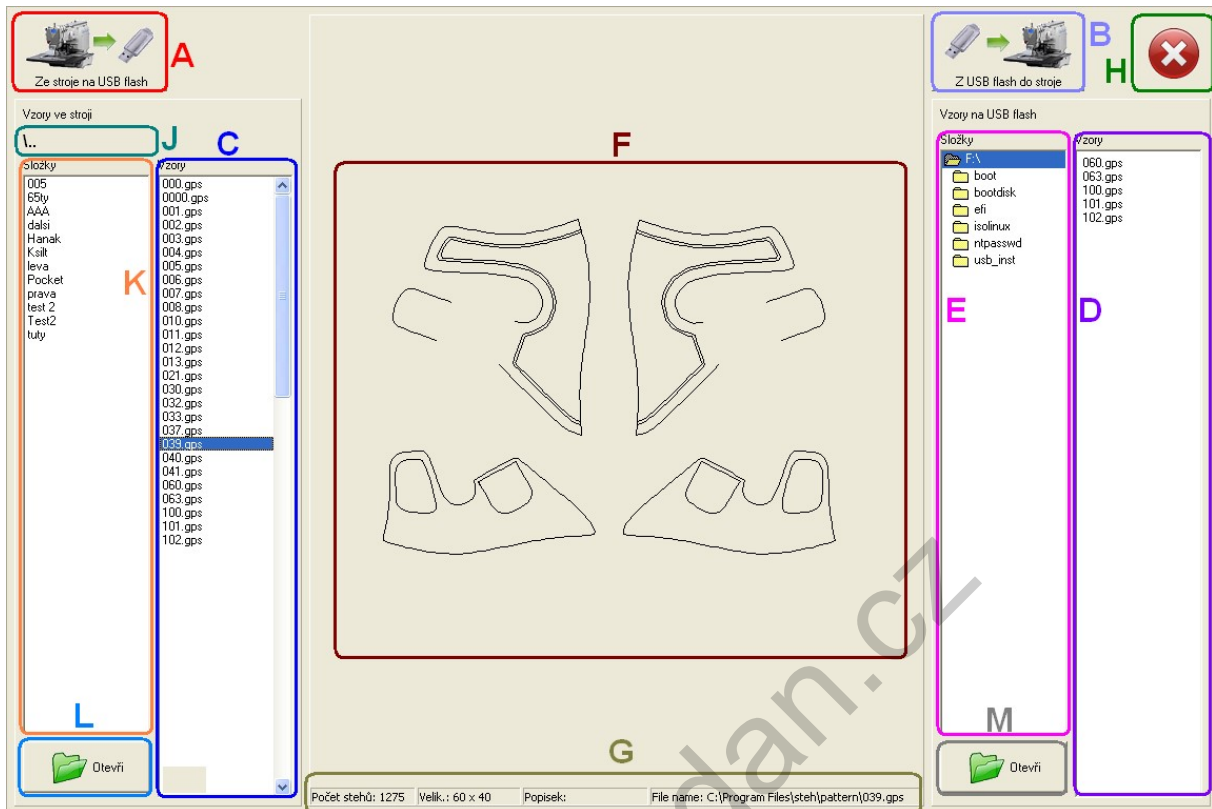 A
Ze stroje na USB flash
B
Z USB flash do stroje
H
Vzory ve stroji
\..
J
C
Složky
005
65ty
AAA
dalsi
Hanak
Ksilt
leva
Pocket
prava
test 2
Test2
tuty
K
L
Otevři
Vzory
000.gps
0000.gps
001.gps
002.gps
003.gps
004.gps
005.gps
006.gps
007.gps
008.gps
010.gps
011.gps
012.gps
013.gps
021.gps
030.gps
032.gps
033.gps
037.gps
039.gps
040.gps
041.gps
060.gps
063.gps
100.gps
101.gps
102.gps
F
G
Počet stehů: 1275 Velik.: 60 x 40 Popisek: File name: C:\Program Files\steh\pattern\039.gps
Vzory na USB flash
Složky
F:\
boot
bootdisk
efi
isolinux
ntpasswd
usb_inst
E
M
Otevři
Vzory
060.gps
063.gps
100.gps
101.gps
102.gps
D
dan.cz